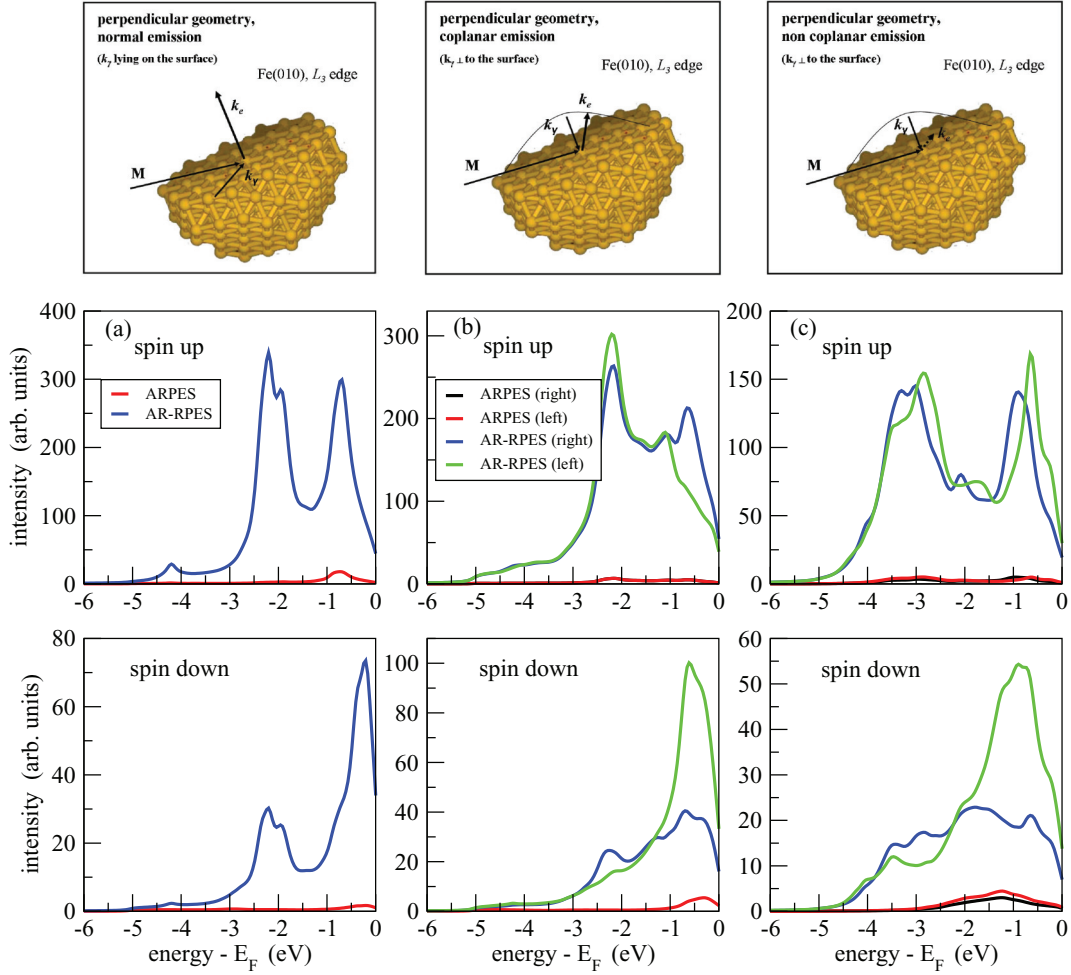 perpendicular geometry,
normal emission
(kγ lying on the surface)
Fe(010), L3 edge
ke
M
kγ
perpendicular geometry,
coplanar emission
(kγ ⊥ to the surface)
Fe(010), L3 edge
kγ
ke
M
perpendicular geometry,
non coplanar emission
(kγ ⊥ to the surface)
Fe(010), L3 edge
kγ
ke
M
intensity (arb. units)
400
300
200
100
0
(a)
spin up
ARPES
AR-RPES
-6 -5 -4 -3 -2 -1 0
300
200
100
0
(b)
spin up
ARPES (right)
ARPES (left)
AR-RPES (right)
AR-RPES (left)
-6 -5 -4 -3 -2 -1 0
200
150
100
50
0
(c)
spin up
-6 -5 -4 -3 -2 -1 0
intensity (arb. units)
80
60
40
20
0
spin down
-6 -5 -4 -3 -2 -1 0
energy - EF (eV)
100
80
60
40
20
0
spin down
-6 -5 -4 -3 -2 -1 0
energy - EF (eV)
60
50
40
30
20
10
0
spin down
-6 -5 -4 -3 -2 -1 0
energy - EF (eV)